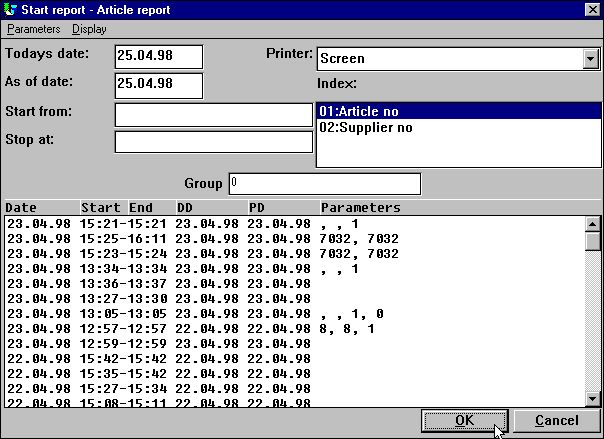 Start report - Article report
Parameters Display
Todays date: 25.04.98 Printer: Screen
As of date: 25.04.98 Index:
Start from: 01:Article no
02:Supplier no
Stop at:
Group 0
Date Start End DD PD Parameters
23.04.98 15:21-15:21 23.04.98 23.04.98 , , 1
23.04.98 15:25-16:11 23.04.98 23.04.98 7032, 7032
23.04.98 15:23-15:24 23.04.98 23.04.98 7032, 7032
23.04.98 13:34-13:34 23.04.98 23.04.98 , , 1
23.04.98 13:36-13:37 23.04.98 23.04.98
23.04.98 13:27-13:30 23.04.98 23.04.98
23.04.98 13:05-13:05 23.04.98 23.04.98 , , 1, 0
23.04.98 12:57-12:57 22.04.98 22.04.98 8, 8, 1
23.04.98 12:59-12:59 23.04.98 23.04.98
22.04.98 15:42-15:42 22.04.98 22.04.98
22.04.98 15:35-15:42 22.04.98 22.04.98
22.04.98 15:27-15:34 22.04.98 22.04.98
22.04.98 15:08-15:11 22.04.98 22.04.98
OK Cancel